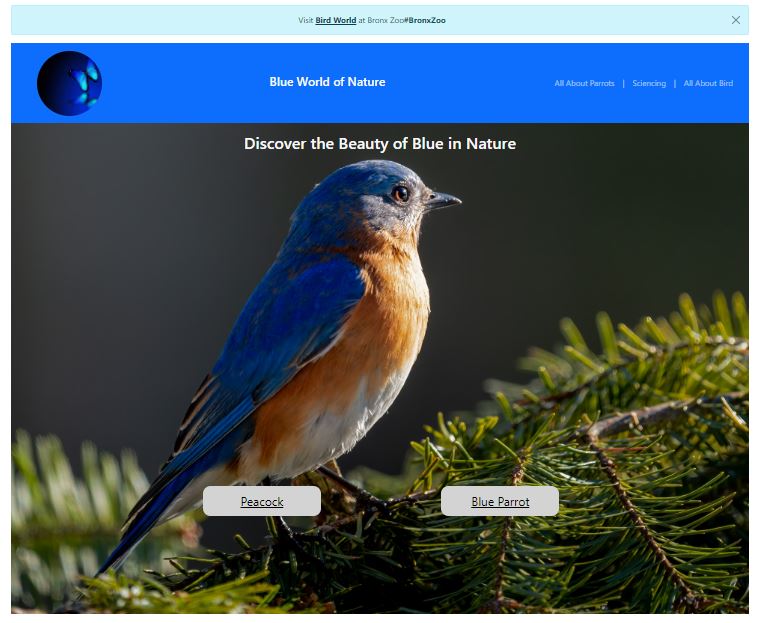 Visit Bird World at Bronx Zoo#BronxZoo
Blue World of Nature
All About Parrots | Sciencing | All About Bird
Discover the Beauty of Blue in Nature
Peacock
Blue Parrot